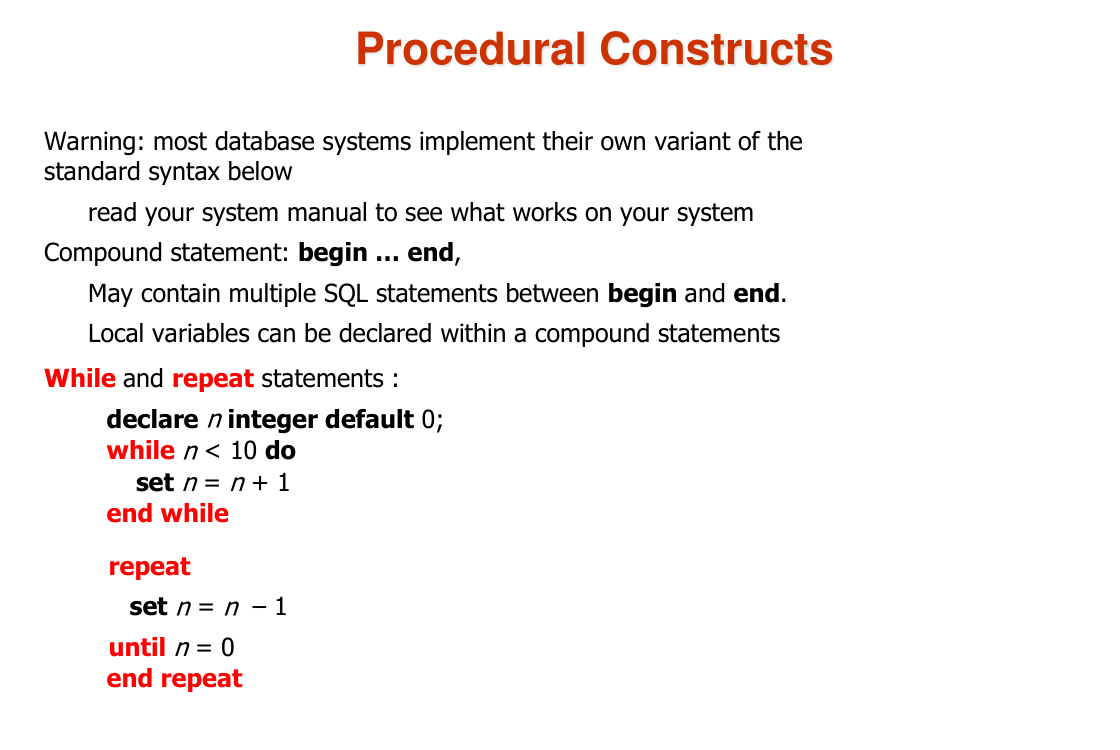 Procedural Constructs
Warning: most database systems implement their own variant of the
standard syntax below
read your system manual to see what works on your system
Compound statement: begin … end,
May contain multiple SQL statements between begin and end.
Local variables can be declared within a compound statements
While and repeat statements :
declare n integer default 0;
while n < 10 do
set n = n + 1
end while
repeat
set n = n – 1
until n = 0
end repeat